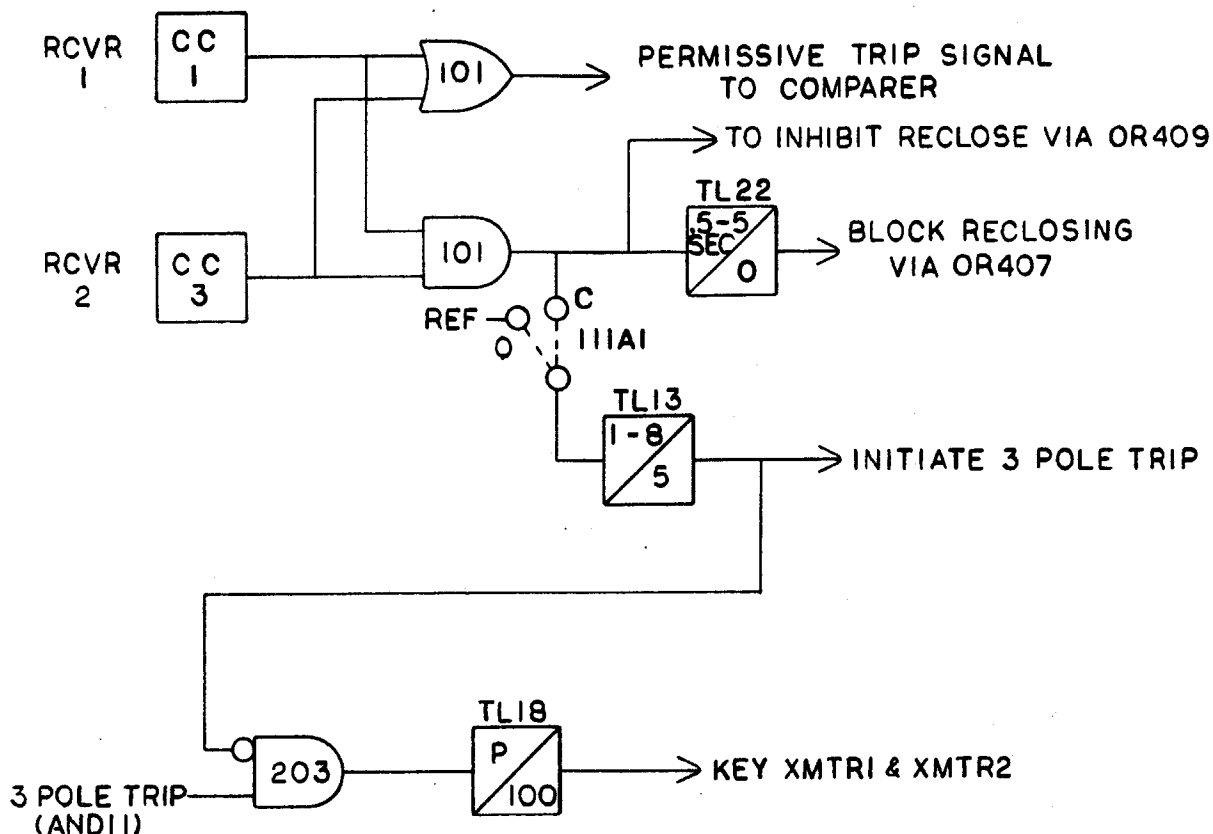 RCVR
1
CC
1
101
PERMISSIVE TRIP SIGNAL
TO COMPARER
TO INHIBIT RECLOSE VIA OR409
RCVR
2
CC
3
101
TL22
.5-5
SEC
0
BLOCK RECLOSING
VIA OR407
REF
O
C
111A1
TL13
1-8
5
INITIATE 3 POLE TRIP
203
TL18
P
100
KEY XMTR1 & XMTR2
3 POLE TRIP
(AND11)